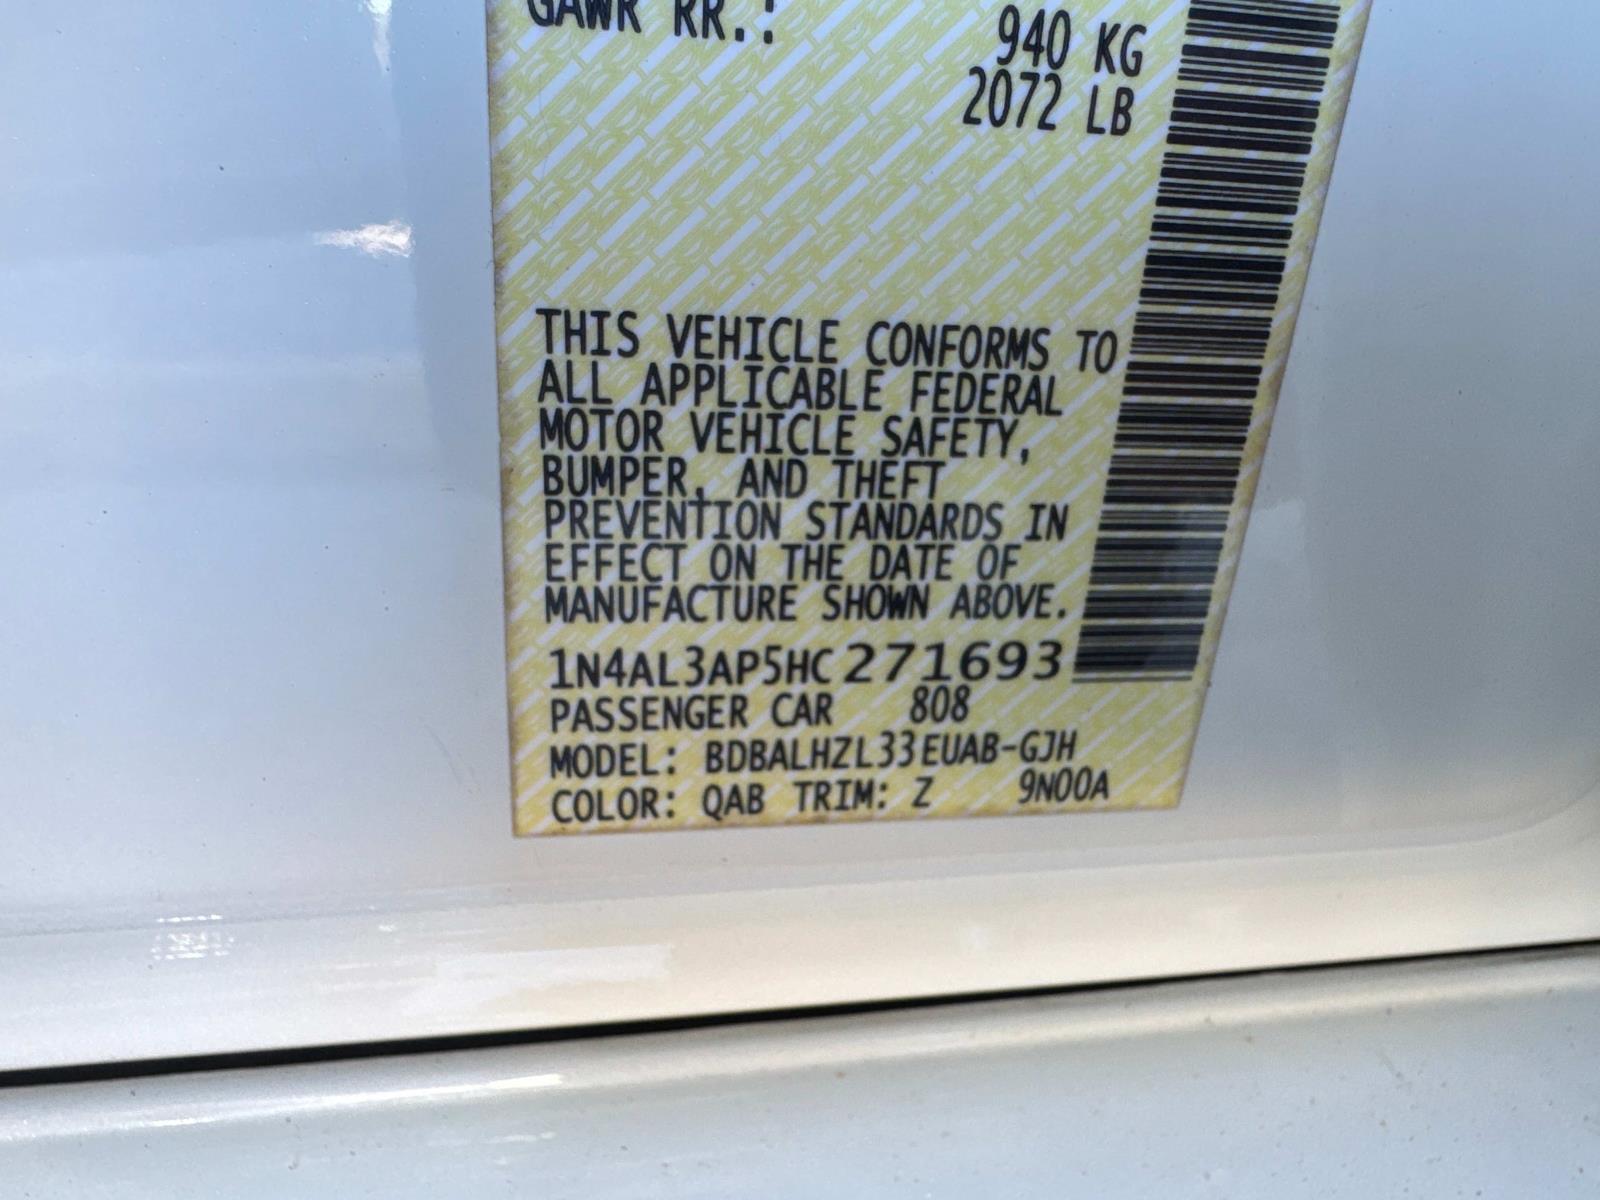 GAWR RR.:
940 KG
2072 LB
THIS VEHICLE CONFORMS TO
ALL APPLICABLE FEDERAL
MOTOR VEHICLE SAFETY,
BUMPER, AND THEFT
PREVENTION STANDARDS IN
EFFECT ON THE DATE OF
MANUFACTURE SHOWN ABOVE.
1N4AL3AP5HC271693
PASSENGER CAR 808
MODEL: BDBALHZL33EUAB-GJH
COLOR: QAB TRIM: Z 9N00A